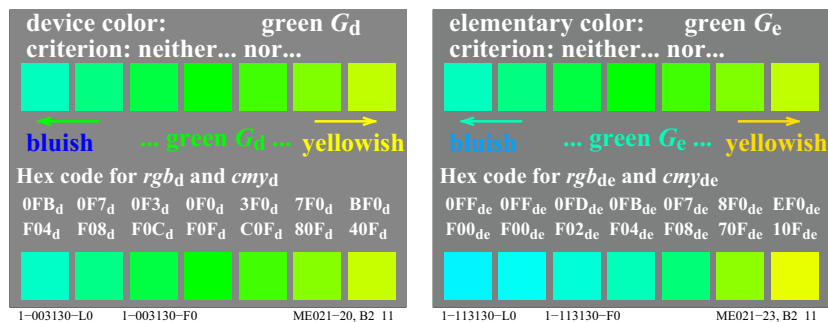 device color: green Gd
criterion: neither... nor...
bluish ... green Gd ... yellowish
Hex code for rgbd and cmyd
0FBd 0F7d 0F3d 0F0d 3F0d 7F0d BF0d
F04d F08d F0Cd F0Fd C0Fd 80Fd 40Fd
1-003130-L0 1-003130-F0 ME021-20, B2_11
elementary color: green Ge
criterion: neither... nor...
bluish ... green Ge ... yellowish
Hex code for rgbde and cmyde
0FFde 0FFde 0FDde 0FBde 0F7de 8F0de EF0de
F00de F00de F02de F04de F08de 70Fde 10Fde
1-113130-L0 1-113130-F0 ME021-23, B2_11